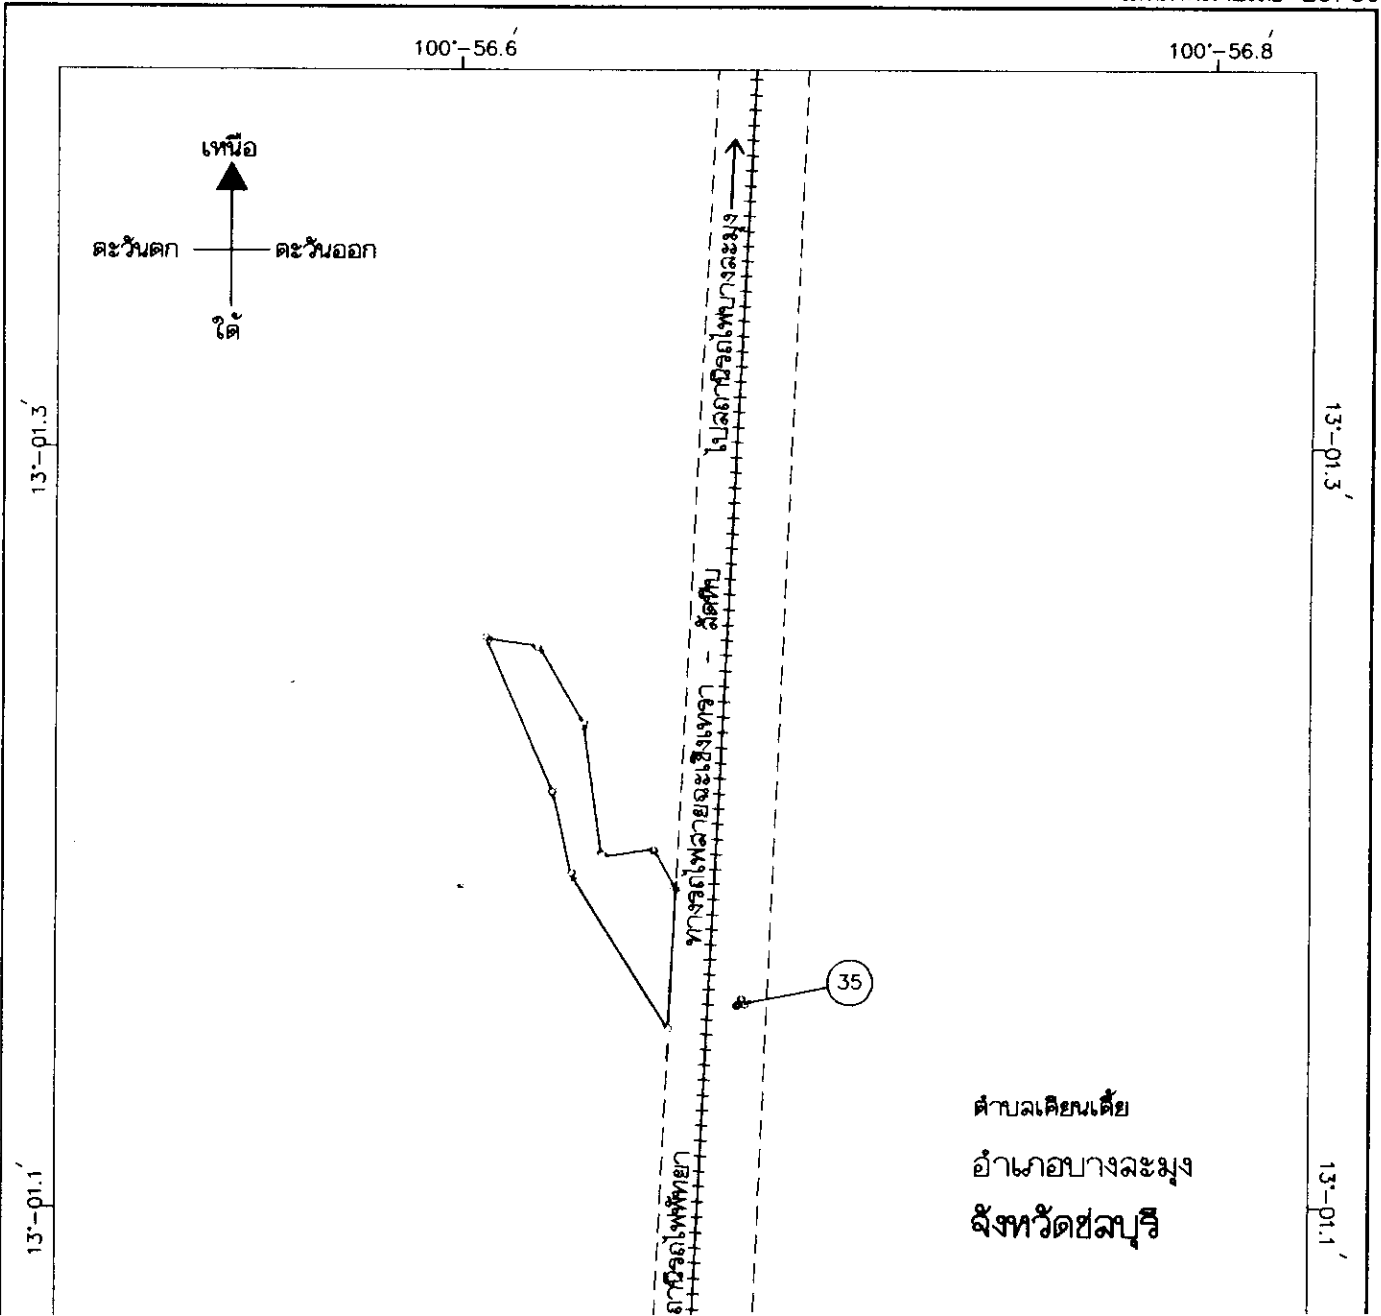 100°-56.6′
100°-56.8′
เหนือ
ตะวันตก
ตะวันออก
ใต้
13°-01.3′
13°-01.3′
ไปสถานีรถไฟบางละมุง
ทางรถไฟสายฉะเชิงเทรา - สัตหีบ
35
ตำบลเคียนเตี้ย
อำเภอบางละมุง
จังหวัดชลบุรี
13°-01.1′
13°-01.1′
ถานีรถไฟพัทยา